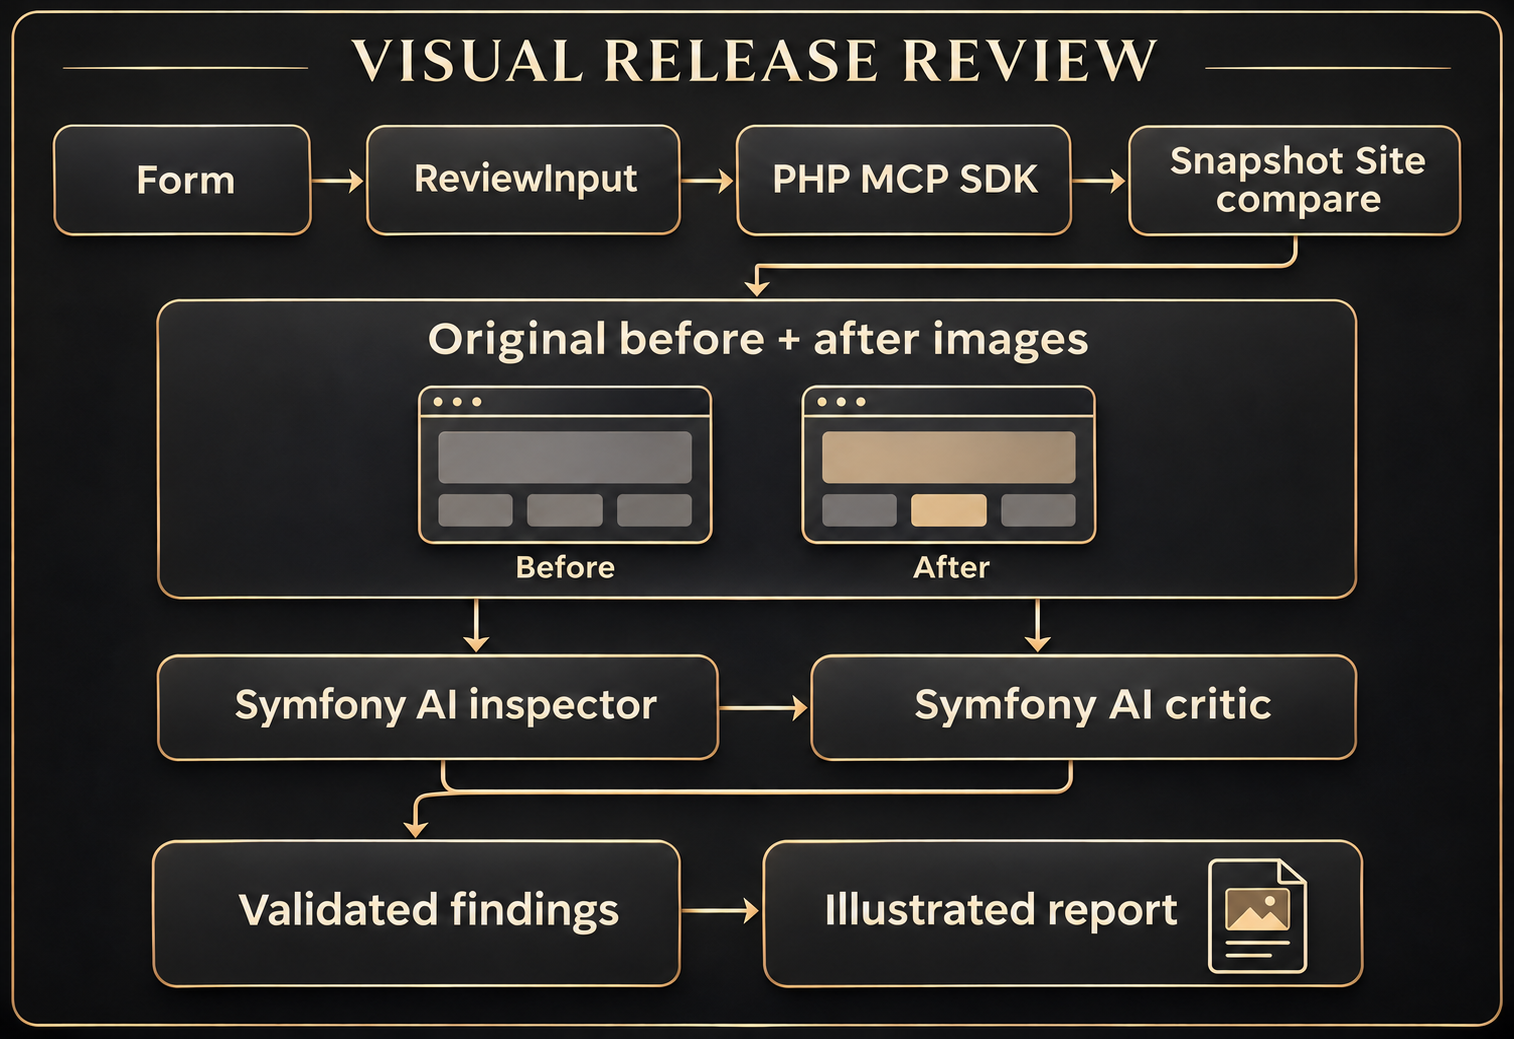 VISUAL RELEASE REVIEW
Form
ReviewInput
PHP MCP SDK
Snapshot Site
compare
Original before + after images
Before
After
Symfony AI inspector
Symfony AI critic
Validated findings
Illustrated report